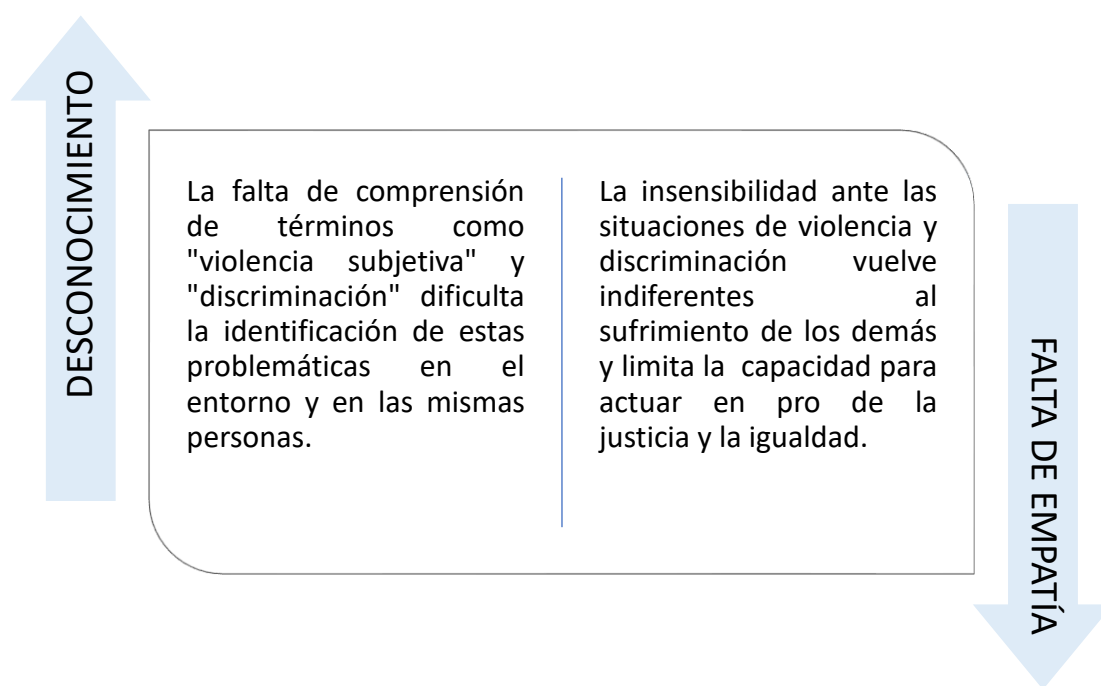 DESCONOCIMIENTO
La falta de comprensión
de términos como
"violencia subjetiva" y
"discriminación" dificulta
la identificación de estas
problemáticas en el
entorno y en las mismas
personas.
La insensibilidad ante las
situaciones de violencia y
discriminación vuelve
indiferentes al
sufrimiento de los demás
y limita la capacidad para
actuar en pro de la
justicia y la igualdad.
FALTA DE EMPATÍA